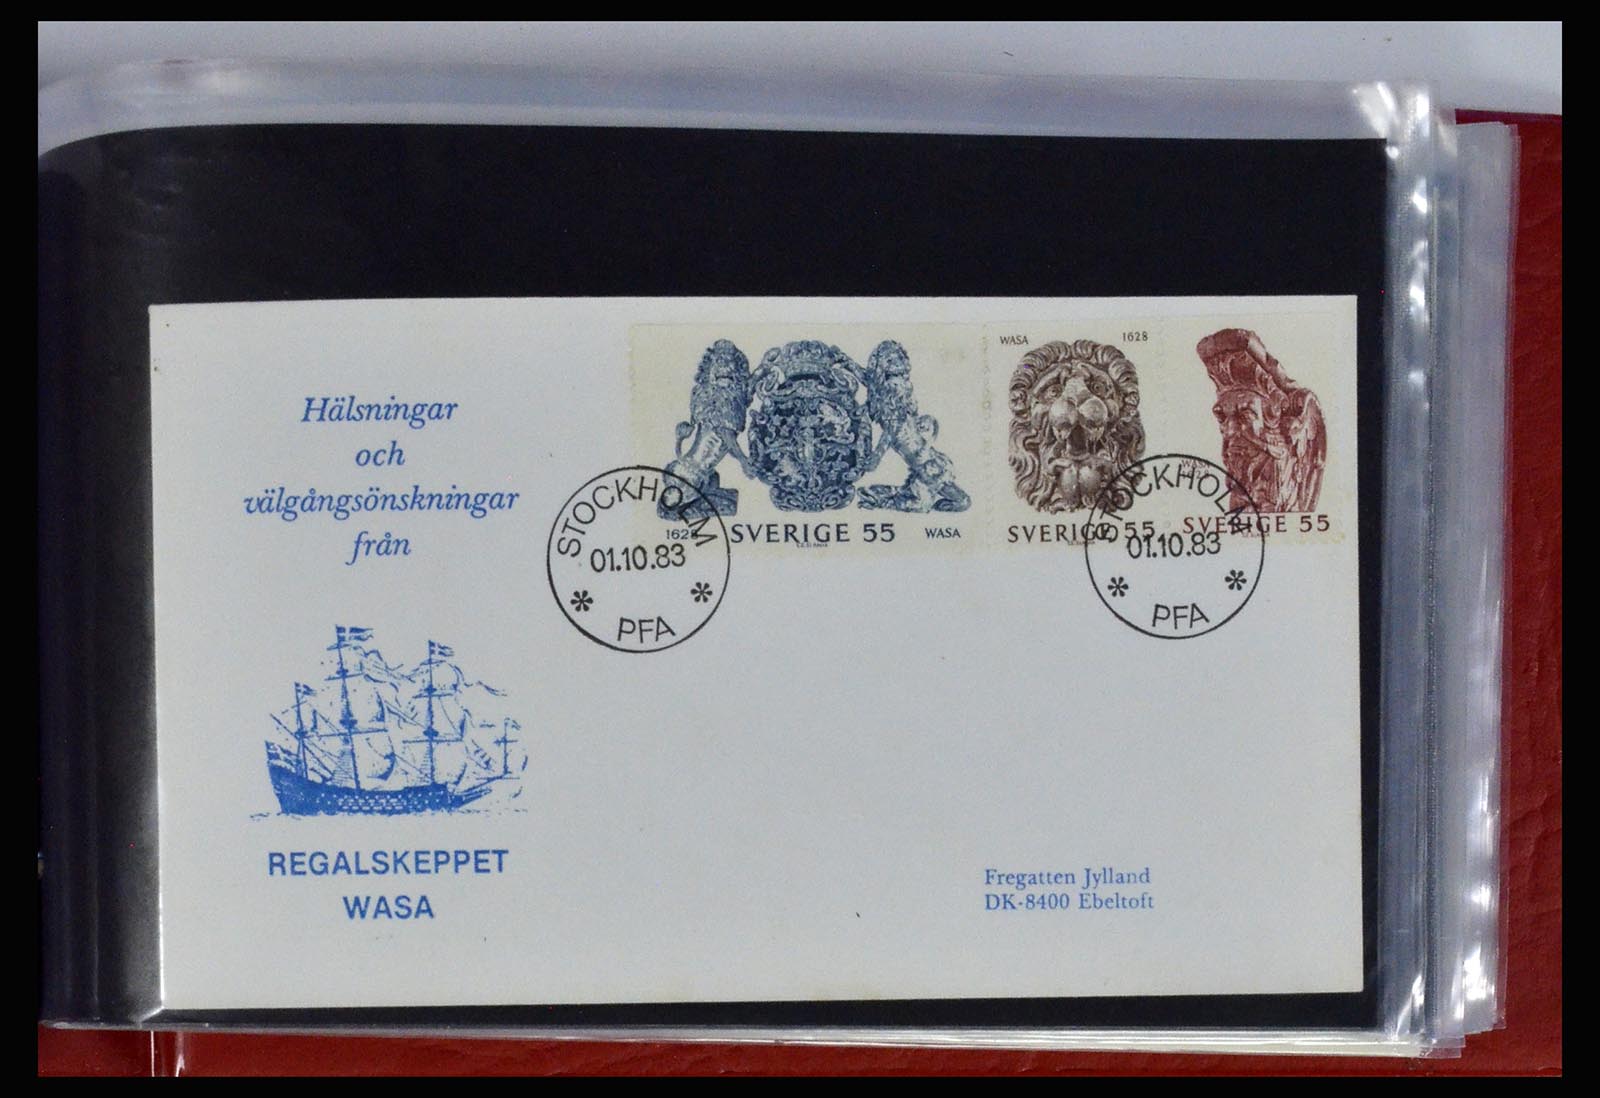 Hälsningar
och
välgångsönskningar
från
REGALSKEPPET
WASA
1628
SVERIGE 55
WASA
WASA
1628
SVERIGE 55
SVERIGE 55
STOCKHOLM
01.10.83
* *
PFA
STOCKHOLM
01.10.83
* *
PFA
Fregatten Jylland
DK-8400 Ebeltoft